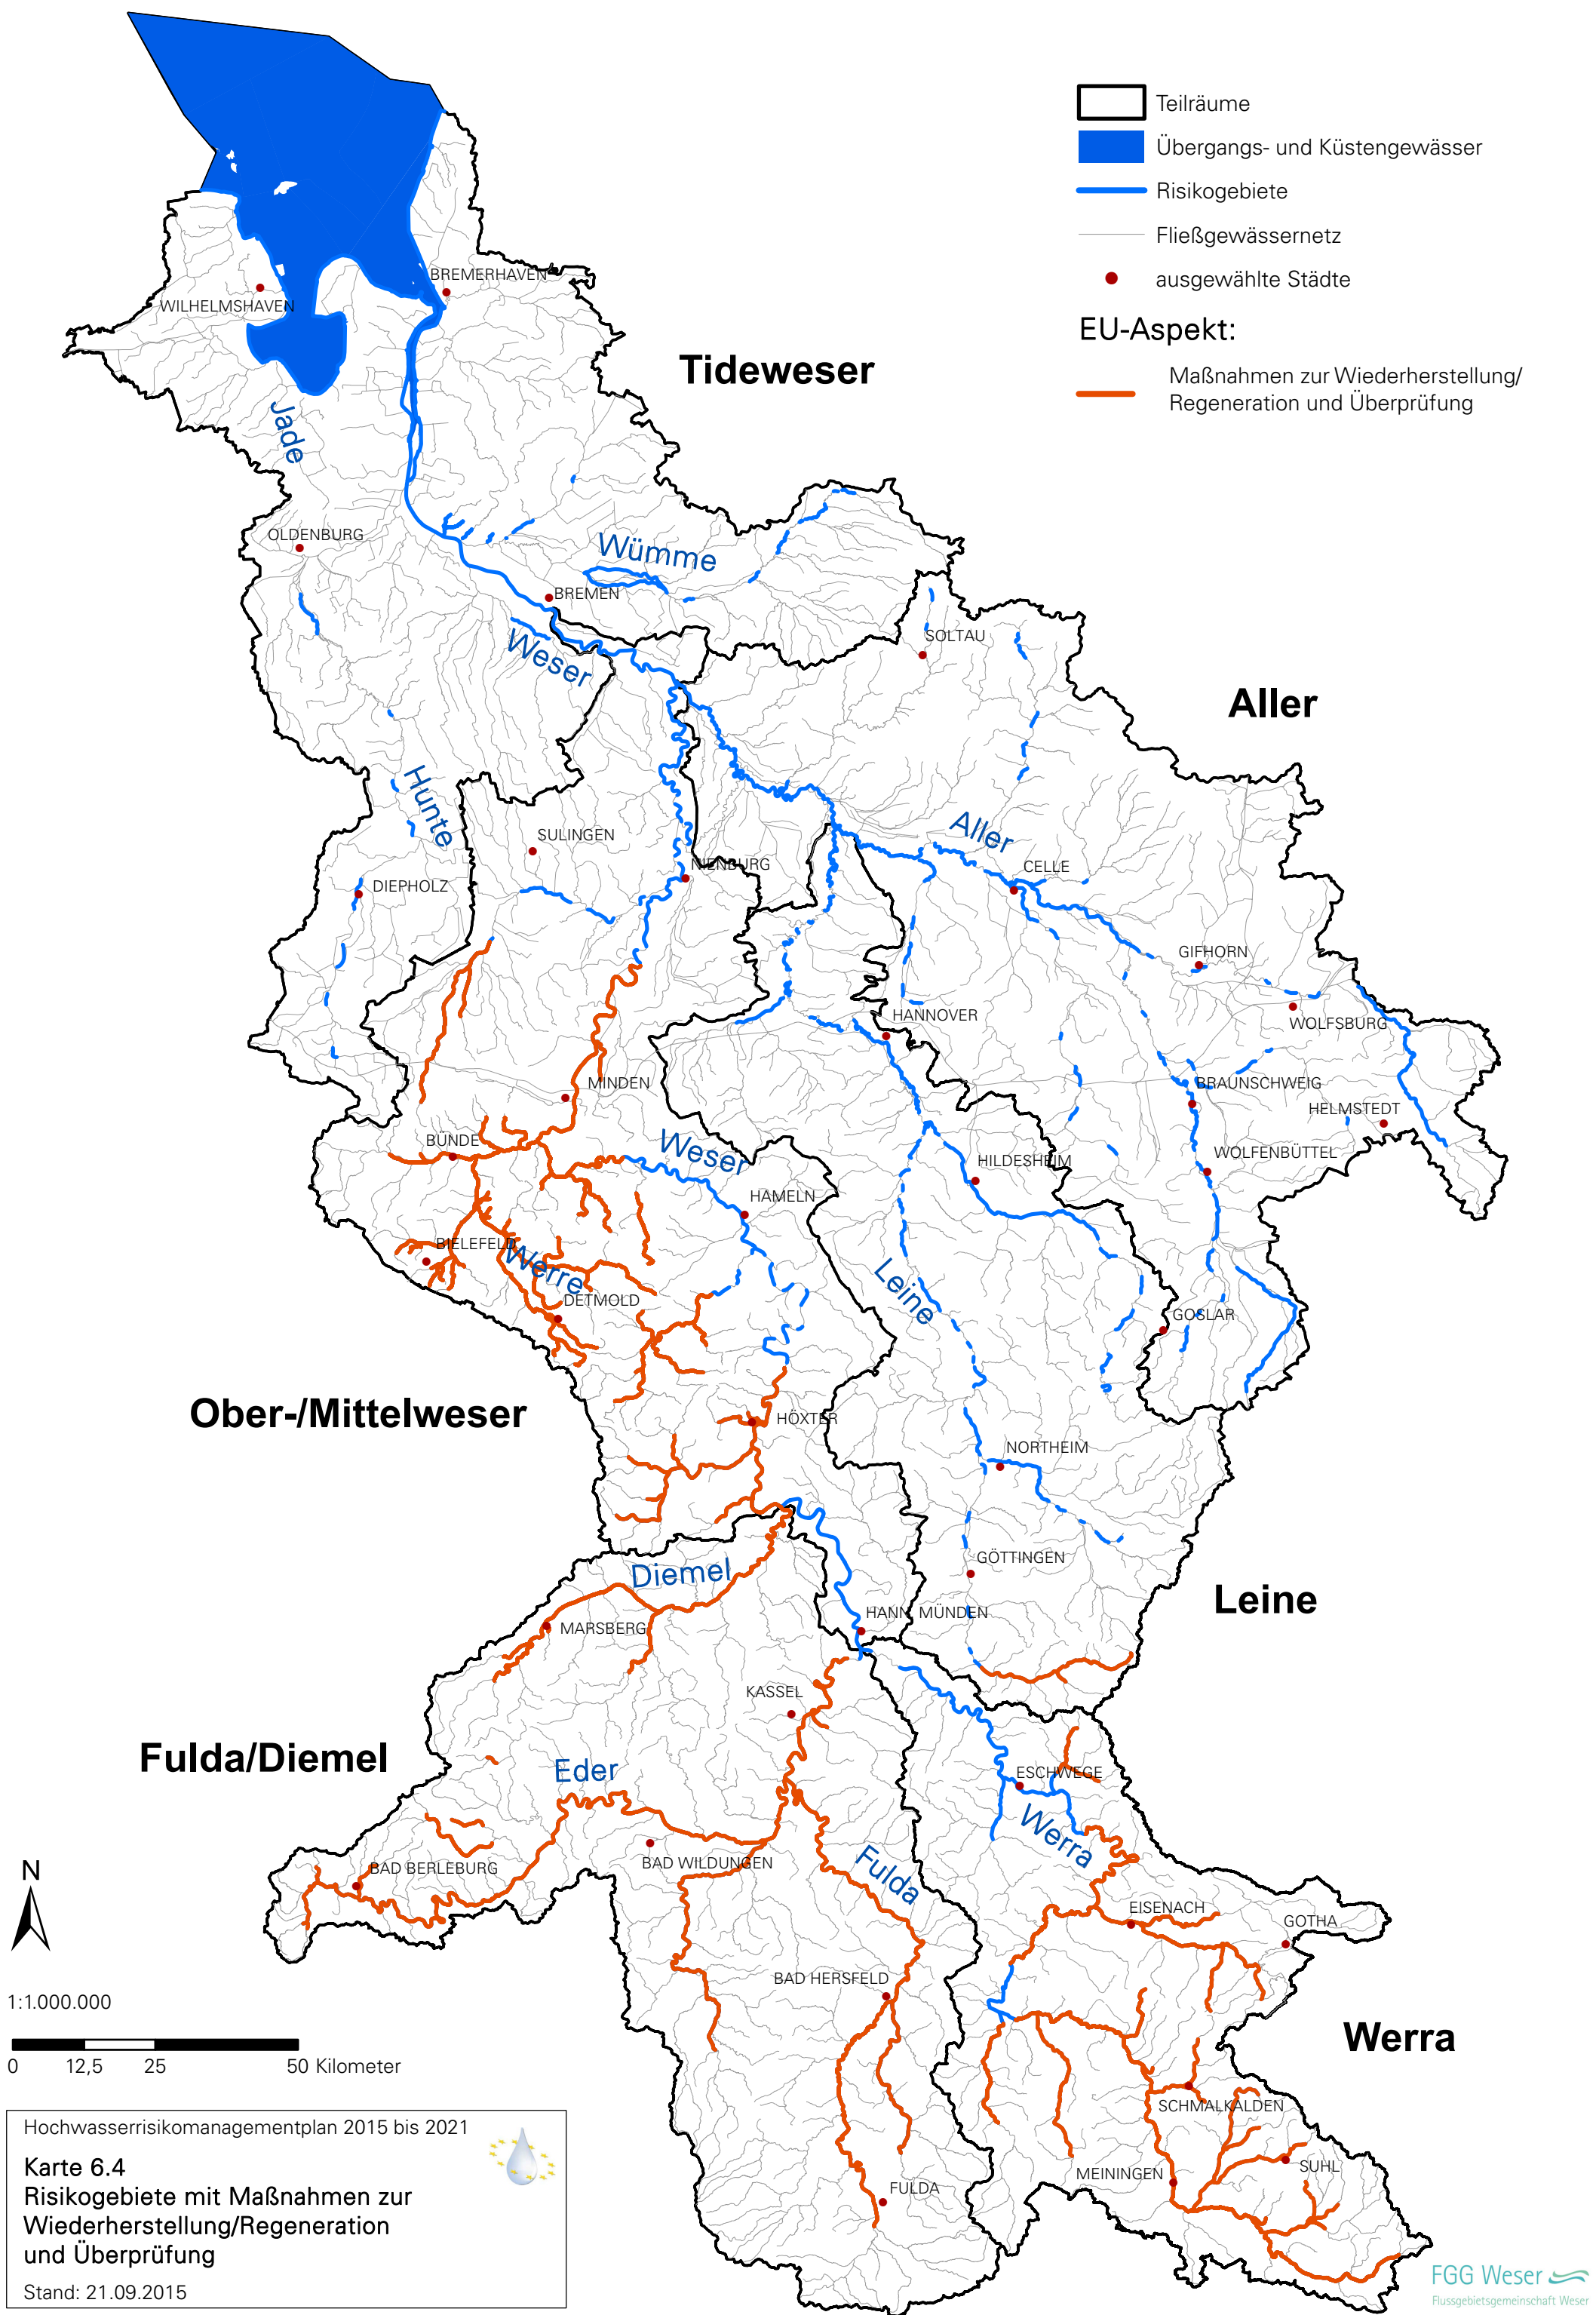 Teilräume
Übergangs- und Küstengewässer
Risikogebiete
Fließgewässernetz
ausgewählte Städte
EU-Aspekt:
Maßnahmen zur Wiederherstellung/
Regeneration und Überprüfung
BREMERHAVEN
WILHELMSHAVEN
Tideweser
Jade
OLDENBURG
Wümme
BREMEN
Weser
SOLTAU
Aller
Hunte
SULINGEN
Aller
NIENBURG
CELLE
DIEPHOLZ
GIFHORN
HANNOVER
WOLFSBURG
MINDEN
BRAUNSCHWEIG
HELMSTEDT
BÜNDE
Weser
WOLFENBÜTTEL
HILDESHEIM
HAMELN
BIELEFELD
Werre
Leine
DETMOLD
GOSLAR
Ober-/Mittelweser
HÖXTER
NORTHEIM
GÖTTINGEN
Diemel
Leine
HANN. MÜNDEN
MARSBERG
KASSEL
Fulda/Diemel
Eder
ESCHWEGE
Werra
BAD WILDUNGEN
BAD BERLEBURG
Fulda
N
EISENACH
GOTHA
BAD HERSFELD
1:1.000.000
Werra
0 12,5 25 50 Kilometer
SCHMALKALDEN
SUHL
MEININGEN
FULDA
Hochwasserrisikomanagementplan 2015 bis 2021
Karte 6.4
Risikogebiete mit Maßnahmen zur
Wiederherstellung/Regeneration
und Überprüfung
Stand: 21.09.2015
FGG Weser
Flussgebietsgemeinschaft Weser